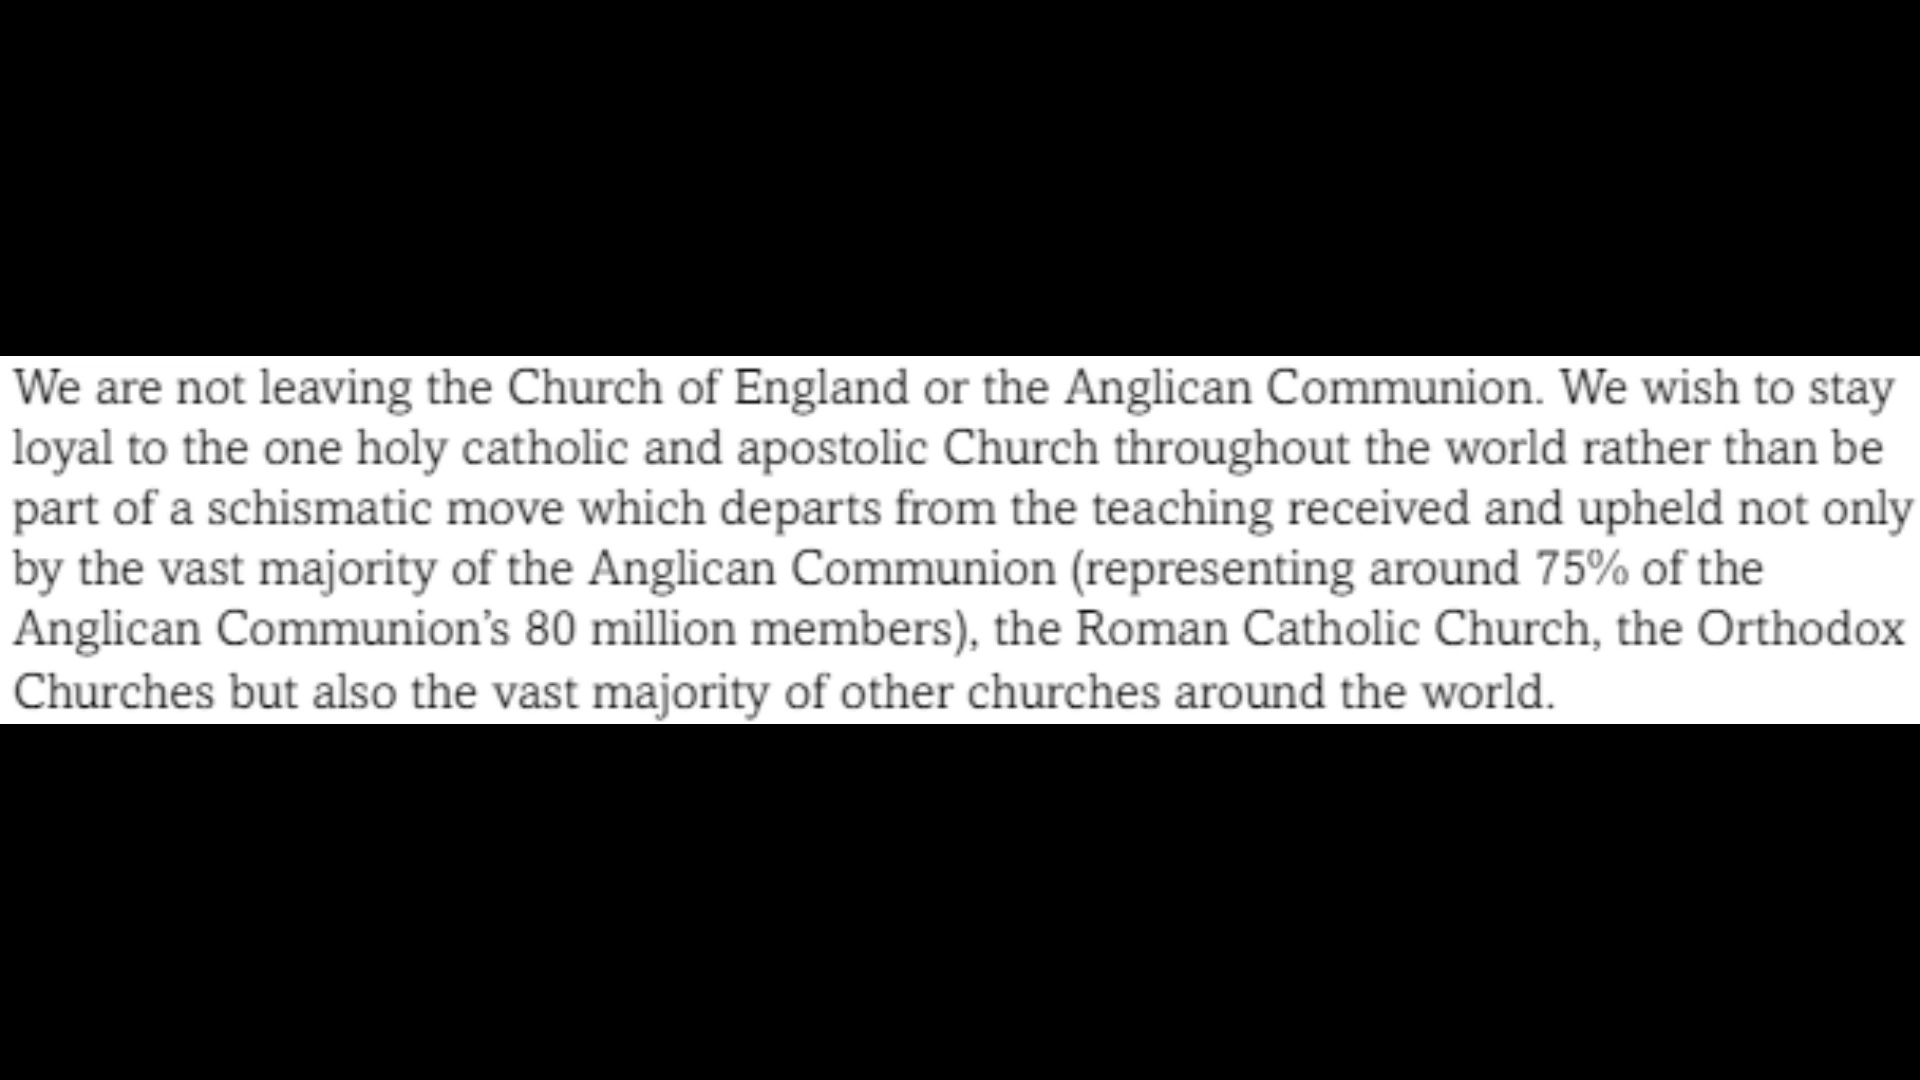 We are not leaving the Church of England or the Anglican Communion. We wish to stay
loyal to the one holy catholic and apostolic Church throughout the world rather than be
part of a schismatic move which departs from the teaching received and upheld not only
by the vast majority of the Anglican Communion (representing around 75% of the
Anglican Communion’s 80 million members), the Roman Catholic Church, the Orthodox
Churches but also the vast majority of other churches around the world.